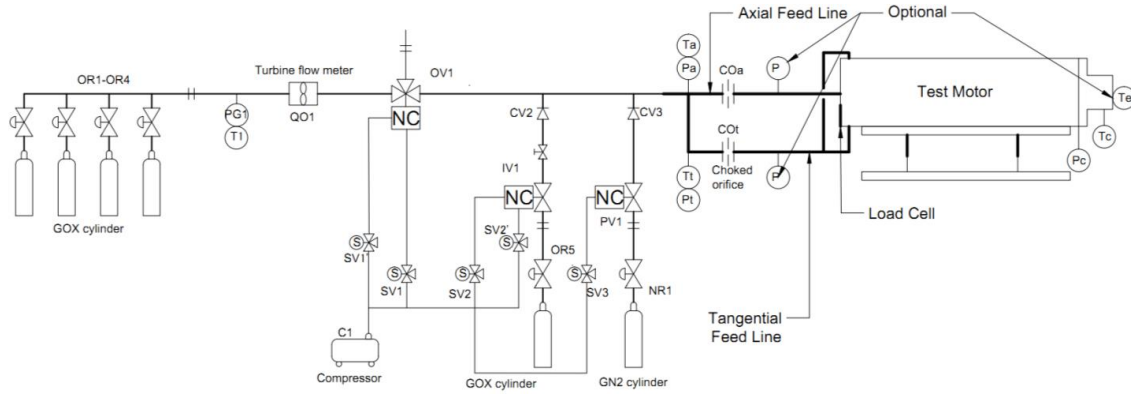 Axial Feed Line
Optional
Ta
Pa
COa
P
OR1-OR4
Turbine flow meter
OV1
Test Motor
Te
PG1
T1
QO1
NC
CV2
CV3
COt
Tc
Pc
IV1
Choked
orifice
P
Tt
Pt
NC
NC
PV1
Load Cell
GOX cylinder
S
SV1'
S
SV2'
OR5
S
SV1
S
SV2
S
SV3
NR1
Tangential
Feed Line
C1
Compressor
GOX cylinder
GN2 cylinder